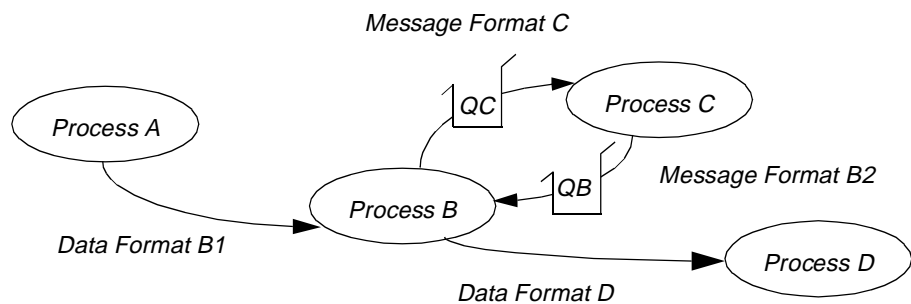 Message Format C
QC
Process C
Process A
QB
Message Format B2
Process B
Data Format B1
Process D
Data Format D